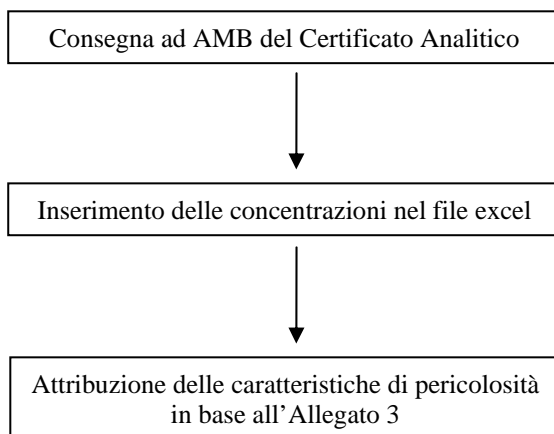 Consegna ad AMB del Certificato Analitico
Inserimento delle concentrazioni nel file excel
Attribuzione delle caratteristiche di pericolosità
in base all’Allegato 3